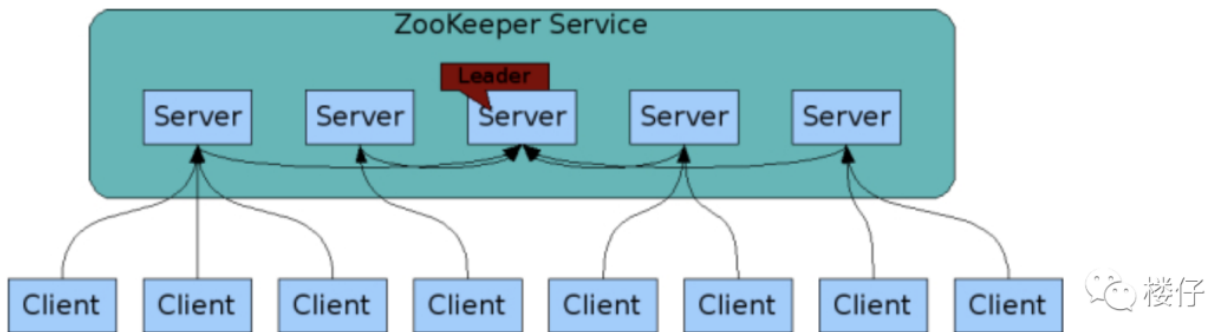 ZooKeeper Service
Leader
Server Server Server Server Server
Client Client Client Client Client Client Client Client
楼仔